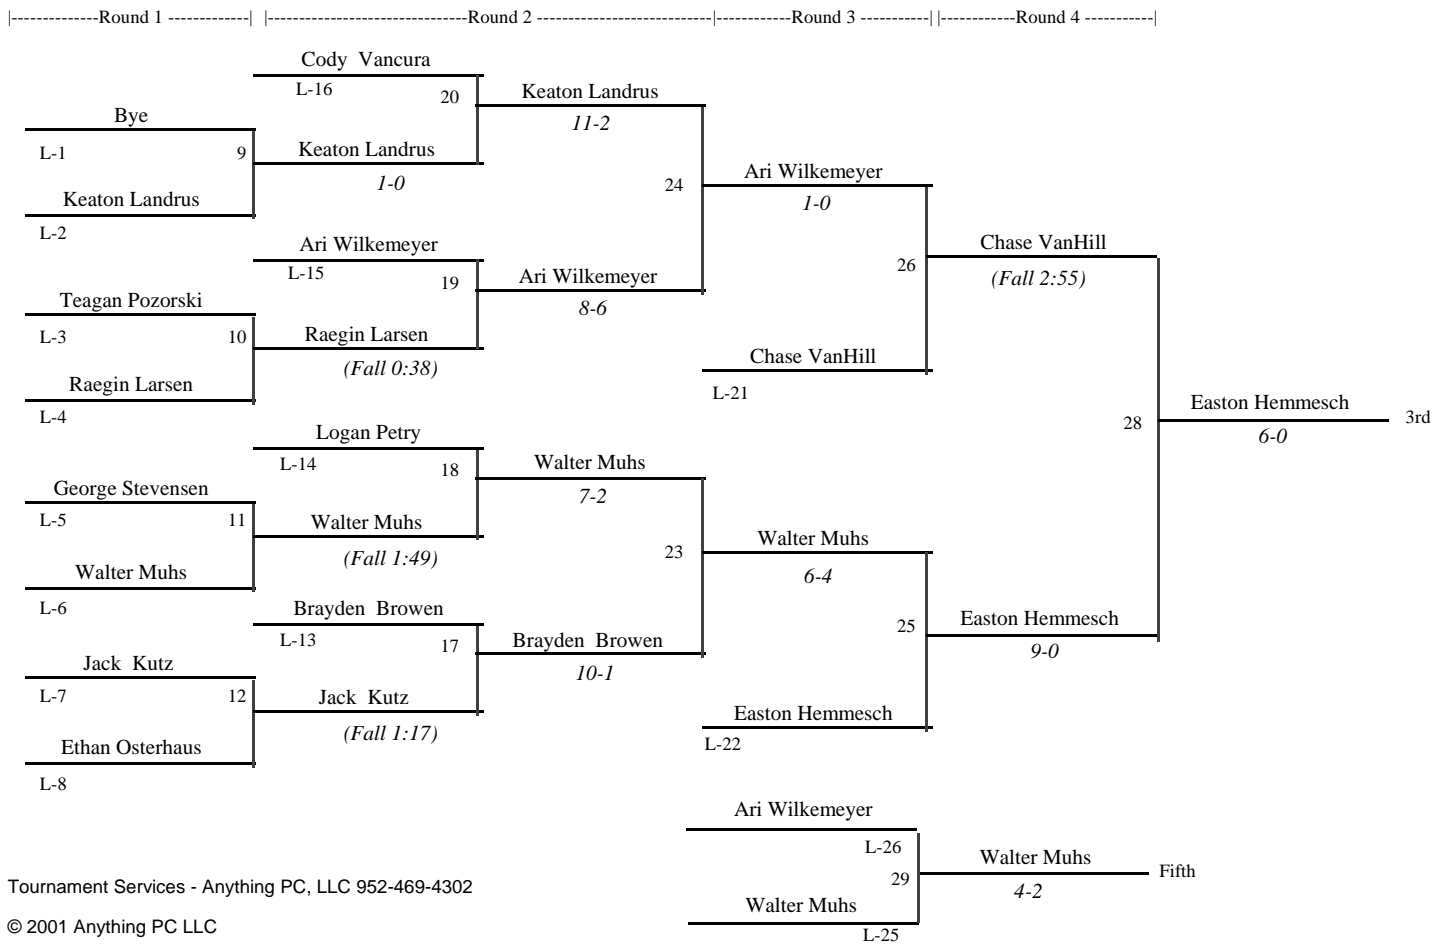 |--------------Round 1 --------------| |-----------------------------Round 2 -------------------------|------------Round 3 -----------| |-----------Round 4 -----------|
Cody Vancura
L-16
20
Keaton Landrus
11-2
Bye
L-1
9
Keaton Landrus
1-0
Keaton Landrus
L-2
24
Ari Wilkemeyer
1-0
Ari Wilkemeyer
L-15
19
Ari Wilkemeyer
8-6
Teagan Pozorski
L-3
10
Raegin Larsen
(Fall 0:38)
Raegin Larsen
L-4
26
Chase VanHill
(Fall 2:55)
Chase VanHill
L-21
28
Easton Hemmesch
6-0
3rd
Logan Petry
L-14
18
Walter Muhs
7-2
George Stevensen
L-5
11
Walter Muhs
(Fall 1:49)
Walter Muhs
L-6
23
Walter Muhs
6-4
Brayden Browen
L-13
17
Brayden Browen
10-1
Jack Kutz
L-7
12
Jack Kutz
(Fall 1:17)
Ethan Osterhaus
L-8
25
Easton Hemmesch
9-0
Easton Hemmesch
L-22
Ari Wilkemeyer
L-26
29
Walter Muhs
4-2
Fifth
Walter Muhs
L-25
Tournament Services - Anything PC, LLC 952-469-4302
© 2001 Anything PC LLC